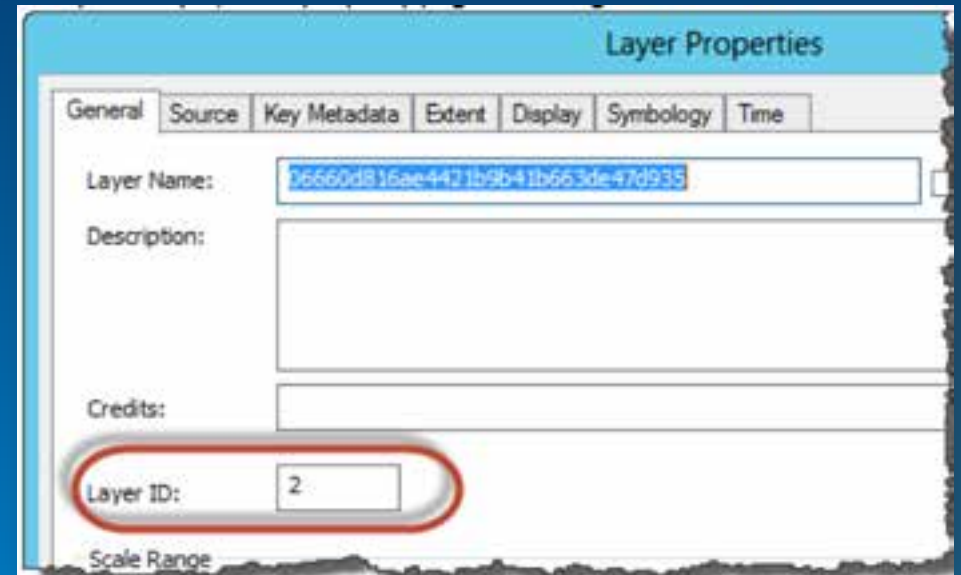 Layer Properties
General Source Key Metadata Extent Display Symbology Time
Layer Name: 06660d816ae4421b9b41b663de47d935
Description:
Credits:
Layer ID: 2
Scale Range